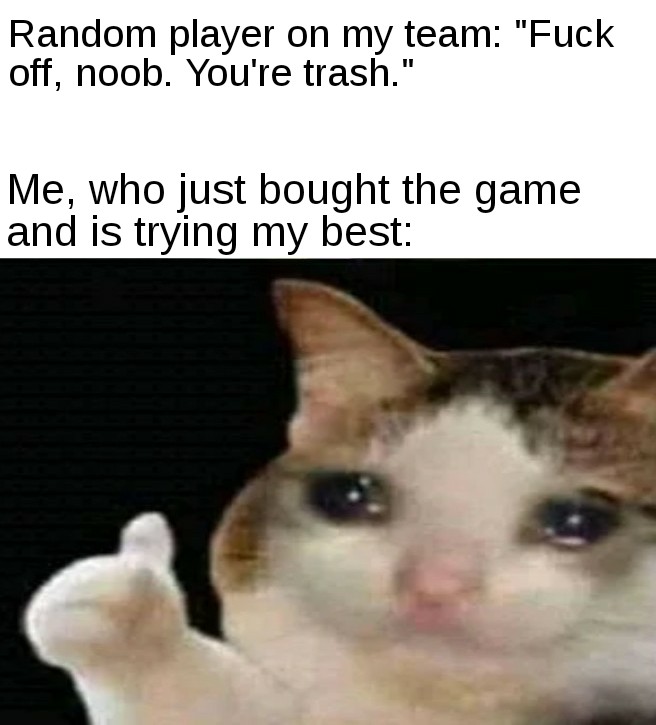 Random player on my team: "Fuck
off, noob. You're trash."
Me, who just bought the game
and is trying my best: